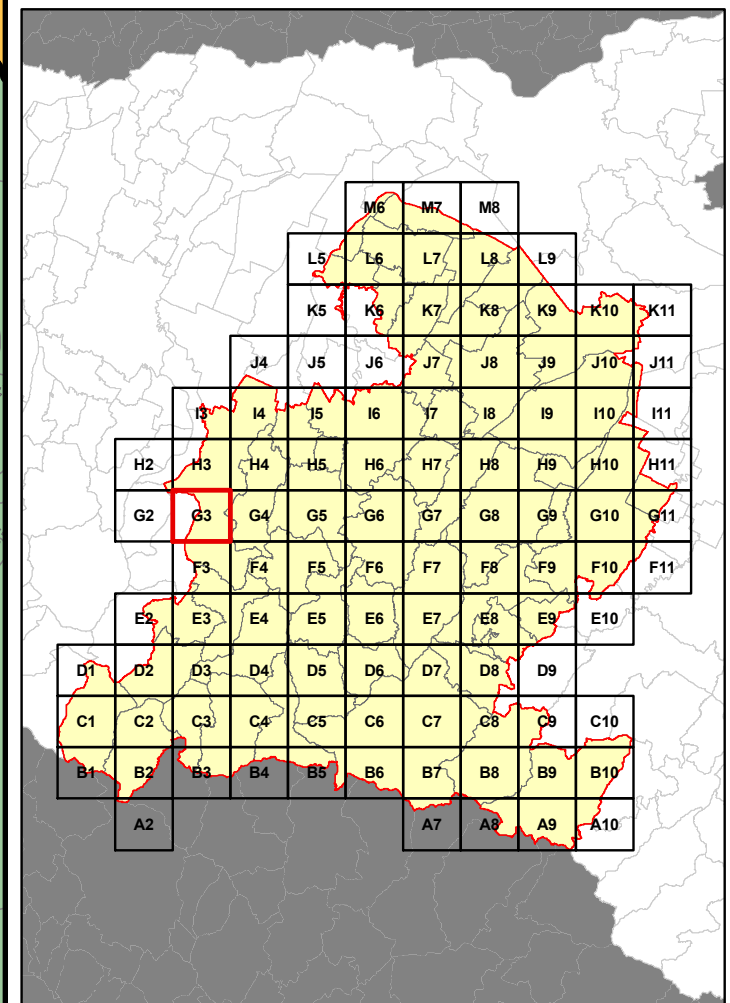 M6 M7 M8
L5 L6 L7 L8 L9
K5 K6 K7 K8 K9 K10 K11
J4 J5 J6 J7 J8 J9 J10 J11
I3 I4 I5 I6 I7 I8 I9 I10 I11
H2 H3 H4 H5 H6 H7 H8 H9 H10 H11
G2 G3 G4 G5 G6 G7 G8 G9 G10 G11
F3 F4 F5 F6 F7 F8 F9 F10 F11
E2 E3 E4 E5 E6 E7 E8 E9 E10
D1 D2 D3 D4 D5 D6 D7 D8 D9
C1 C2 C3 C4 C5 C6 C7 C8 C9 C10
B1 B2 B3 B4 B5 B6 B7 B8 B9 B10
A2 A7 A8 A9 A10